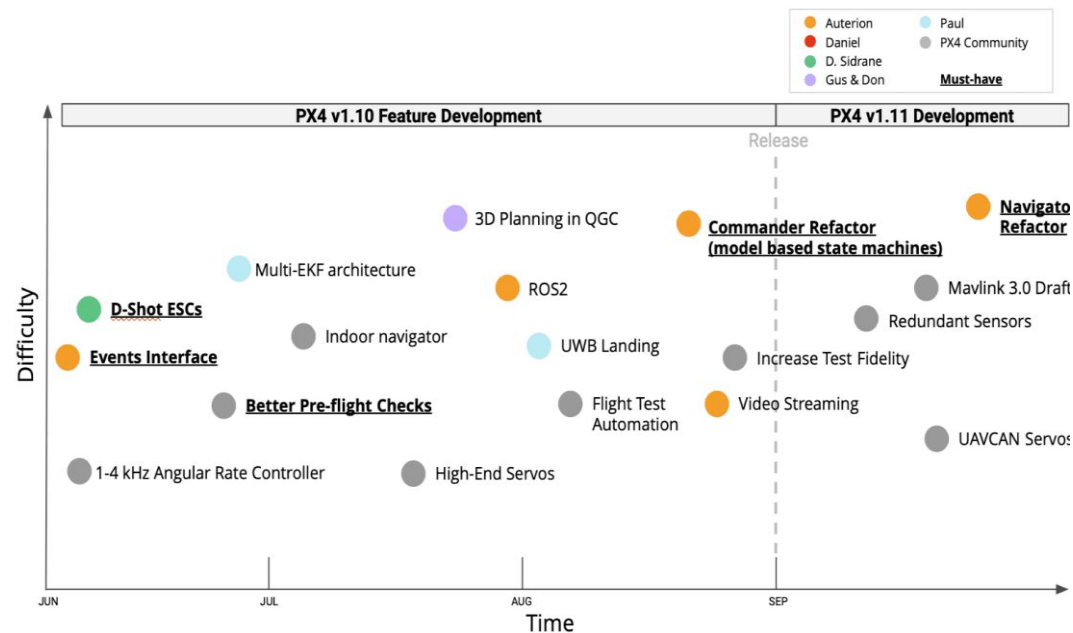 Auterion
Daniel
D. Sidrane
Gus & Don
Paul
PX4 Community
Must-have
PX4 v1.10 Feature Development
PX4 v1.11 Development
Release
3D Planning in QGC
Commander Refactor
(model based state machines)
Navigato
Refactor
Multi-EKF architecture
ROS2
Mavlink 3.0 Draft
D-Shot ESCs
Redundant Sensors
Indoor navigator
UWB Landing
Events Interface
Increase Test Fidelity
Better Pre-flight Checks
Flight Test
Automation
Video Streaming
UAVCAN Servos
1-4 kHz Angular Rate Controller
High-End Servos
Difficulty
JUN
JUL
AUG
SEP
Time